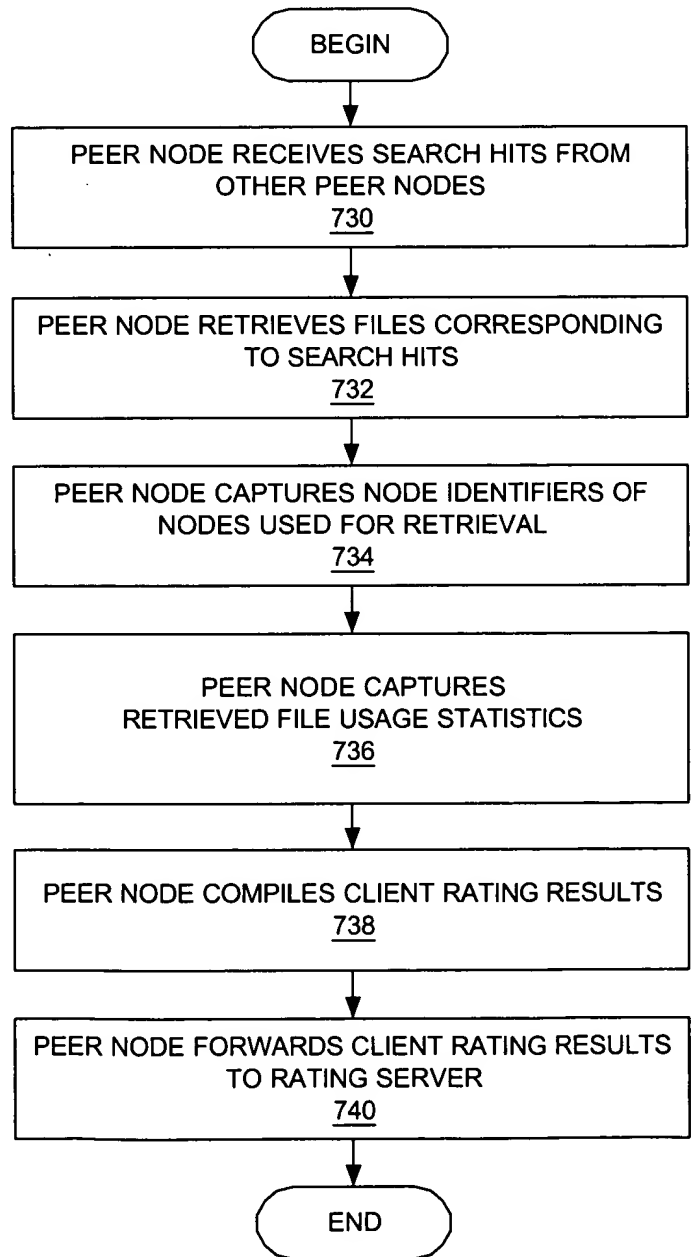 BEGIN
PEER NODE RECEIVES SEARCH HITS FROM
OTHER PEER NODES
730
PEER NODE RETRIEVES FILES CORRESPONDING
TO SEARCH HITS
732
PEER NODE CAPTURES NODE IDENTIFIERS OF
NODES USED FOR RETRIEVAL
734
PEER NODE CAPTURES
RETRIEVED FILE USAGE STATISTICS
736
PEER NODE COMPILES CLIENT RATING RESULTS
738
PEER NODE FORWARDS CLIENT RATING RESULTS
TO RATING SERVER
740
END